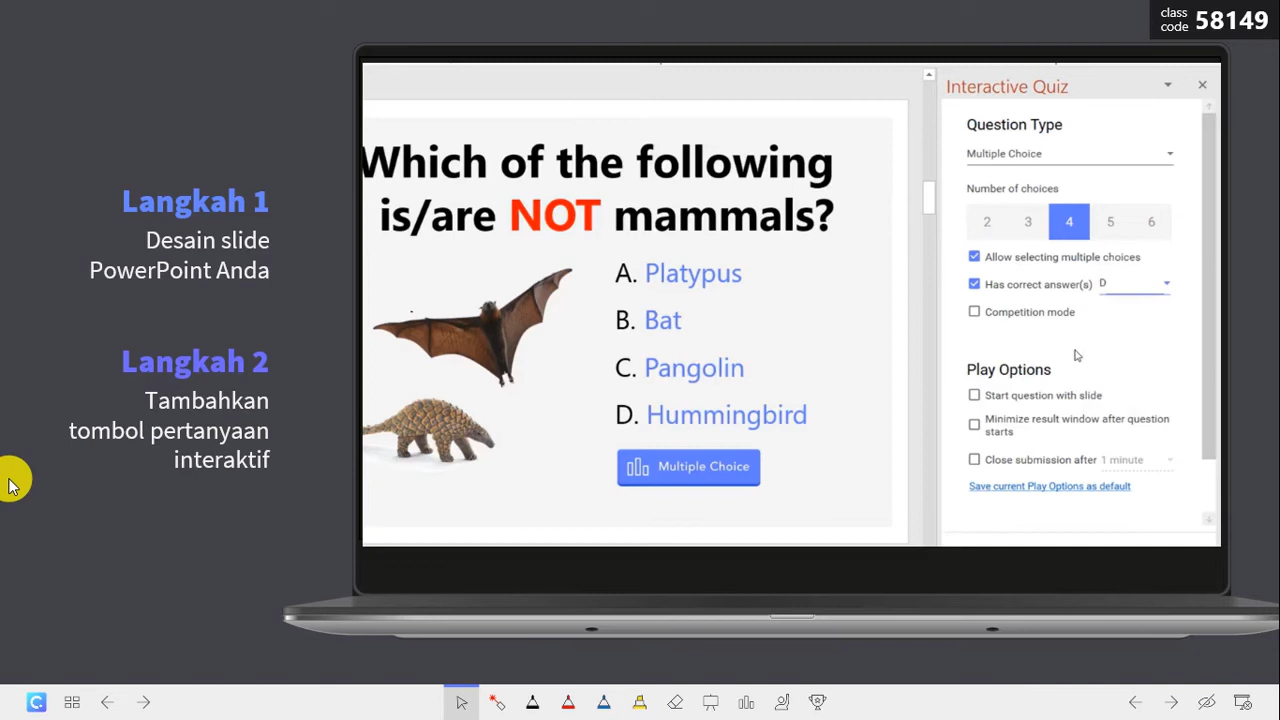 class
code 58149
Langkah 1
Desain slide
PowerPoint Anda
Langkah 2
Tambahkan
tombol pertanyaan
interaktif
Which of the following
is/are NOT mammals?
A. Platypus
B. Bat
C. Pangolin
D. Hummingbird
Multiple Choice
Interactive Quiz
Question Type
Multiple Choice
Number of choices
2 3 4 5 6
Allow selecting multiple choices
Has correct answer(s) D
Competition mode
Play Options
Start question with slide
Minimize result window after question
starts
Close submission after 1 minute
Save current Play Options as default